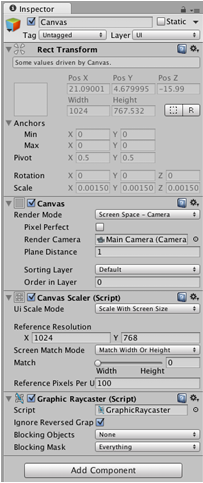 Inspector
Canvas Static
Tag Untagged Layer UI
Rect Transform
Some values driven by Canvas.
Pos X Pos Y Pos Z
21.09001 4.679995 -15.99
Width Height
1024 767.532 R
Anchors
Min X 0 Y 0
Max X 0 Y 0
Pivot X 0.5 Y 0.5
Rotation X 0 Y 0 Z 0
Scale X 0.00150 Y 0.00150 Z 0.00150
Canvas
Render Mode Screen Space - Camera
Pixel Perfect
Render Camera Main Camera (Camera
Plane Distance 1
Sorting Layer Default
Order in Layer 0
Canvas Scaler (Script)
Ui Scale Mode Scale With Screen Size
Reference Resolution
X 1024 Y 768
Screen Match Mode Match Width Or Height
Match 0
Width Height
Reference Pixels Per U 100
Graphic Raycaster (Script)
Script GraphicRaycaster
Ignore Reversed Grap
Blocking Objects None
Blocking Mask Everything
Add Component